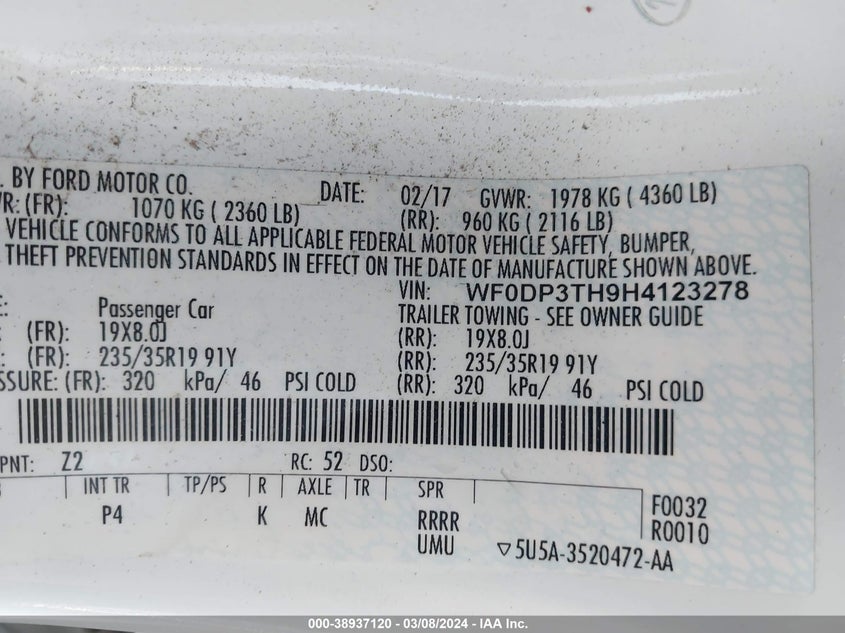 . BY FORD MOTOR CO. DATE: 02/17 GVWR: 1978 KG ( 4360 LB)
WR: (FR): 1070 KG ( 2360 LB) (RR): 960 KG ( 2116 LB)
VEHICLE CONFORMS TO ALL APPLICABLE FEDERAL MOTOR VEHICLE SAFETY, BUMPER,
THEFT PREVENTION STANDARDS IN EFFECT ON THE DATE OF MANUFACTURE SHOWN ABOVE.
VIN: WF0DP3TH9H4123278
E: Passenger Car TRAILER TOWING - SEE OWNER GUIDE
(FR): 19X8.0J (RR): 19X8.0J
(FR): 235/35R19 91Y (RR): 235/35R19 91Y
SSURE: (FR): 320 kPa/ 46 PSI COLD (RR): 320 kPa/ 46 PSI COLD
PNT: Z2 RC: 52 DSO:
INT TR TP/PS R AXLE TR SPR
P4 K MC RRRR
UMU
F0032
R0010
5U5A-3520472-AA
000-38937120 - 03/08/2024 - IAA Inc.